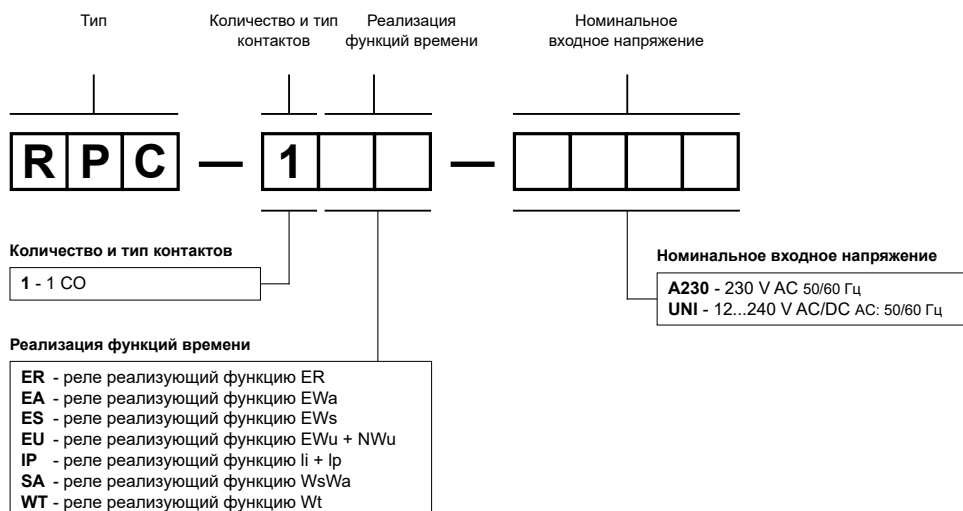 Тип
Количество и тип
контактов
Реализация
функций времени
Номинальное
входное напряжение
RPC — 1 —
Количество и тип контактов
1 - 1 CO
Номинальное входное напряжение
A230 - 230 V AC 50/60 Гц
UNI - 12...240 V AC/DC AC: 50/60 Гц
Реализация функций времени
ER - реле реализующий функцию ER
EA - реле реализующий функцию EWa
ES - реле реализующий функцию EWs
EU - реле реализующий функцию EWu + NWu
IP - реле реализующий функцию Ii + Ip
SA - реле реализующий функцию WsWa
WT - реле реализующий функцию Wt